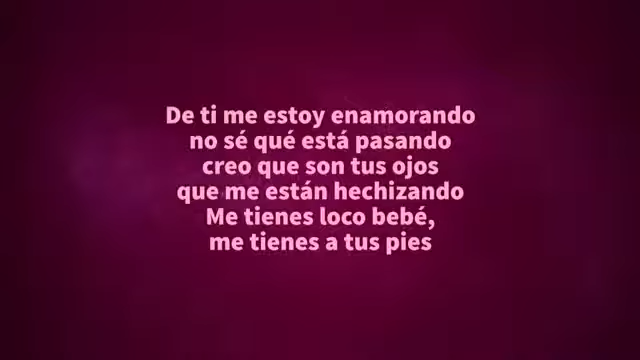 De ti me estoy enamorando
no sé qué está pasando
creo que son tus ojos
que me están hechizando
Me tienes loco bebé,
me tienes a tus pies